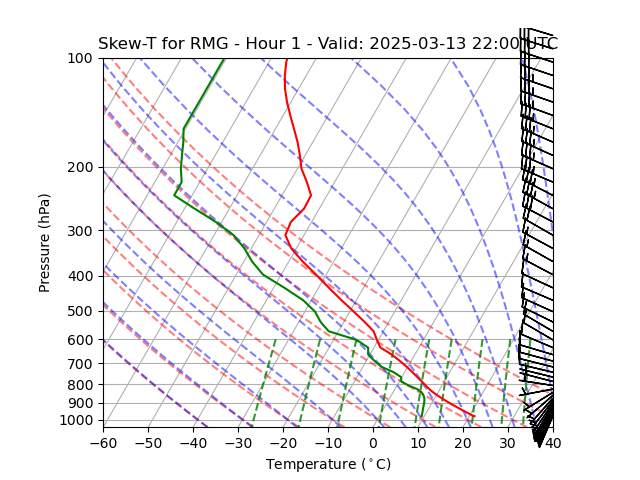 Skew-T for RMG - Hour 1 - Valid: 2025-03-13 22:00 UTC
100
200
300
400
500
600
700
800
900
1000
Pressure (hPa)
−60 −50 −40 −30 −20 −10 0 10 20 30 40
Temperature (°C)